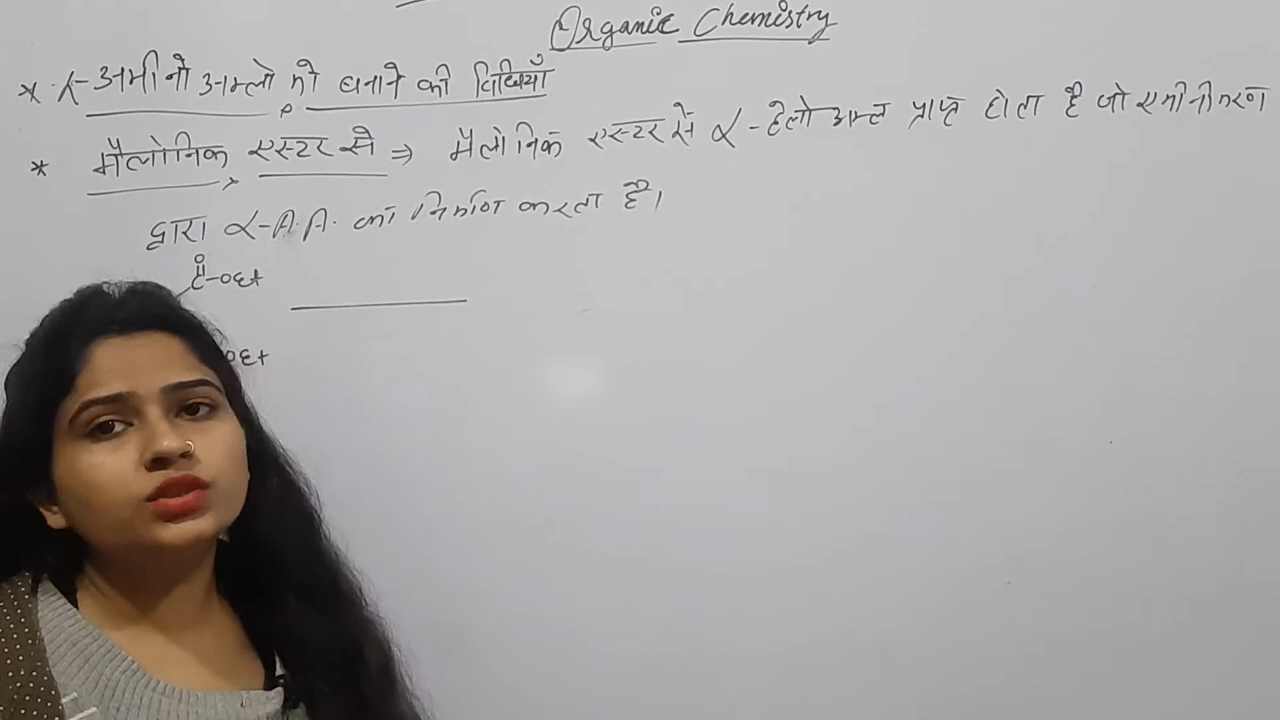 Organic Chemistry
* α-अमीनो अम्लो को बनाने की विधियाँ
* मैलोनिक एस्टर से ⇒ मैलोनिक एस्टर से α-हैलो अम्ल प्राप्त होता है जो एमीनीकरण
द्वारा α-A.A. का निर्माण करता है।
O
C-OEt
OEt